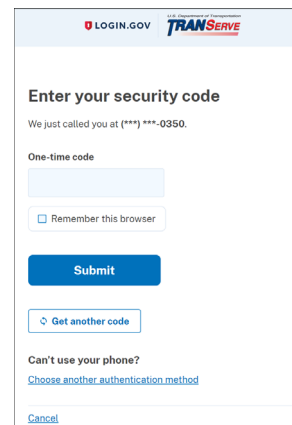 LOGIN.GOV
U.S. Department of Transportation
TRANSERVE
Enter your security code
We just called you at (***) ***-0350.
One-time code
Remember this browser
Submit
Get another code
Can't use your phone?
Choose another authentication method
Cancel